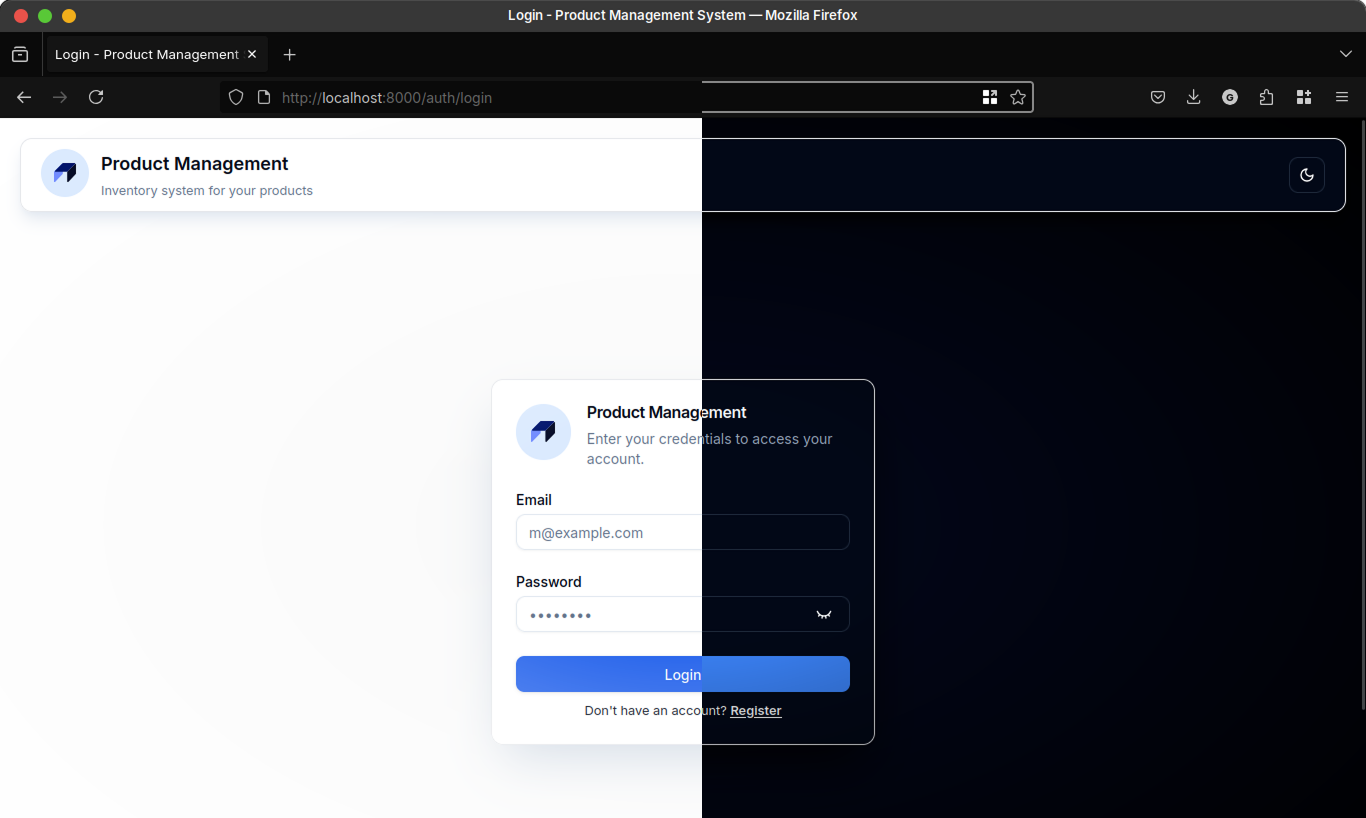 Login - Product Management System — Mozilla Firefox
Login - Product Management
http://localhost:8000/auth/login
G
Product Management
Inventory system for your products
Product Management
Enter your credentials to access your
account.
Email
m@example.com
Password
••••••••
Login
Don't have an account? Register